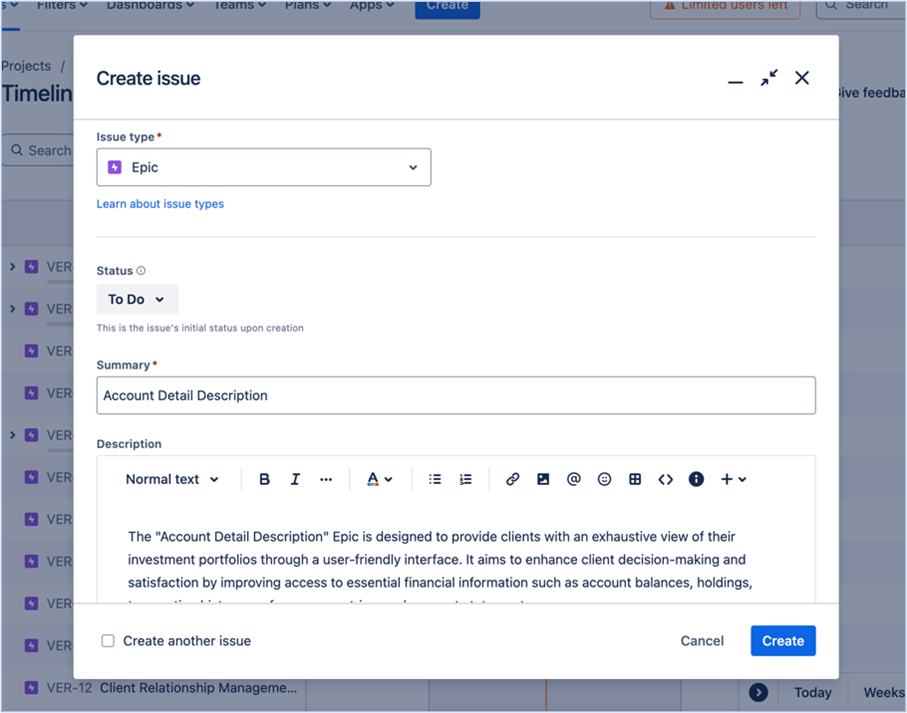 Filters Dashboards Teams Plans Apps Create Limited users left Search
Projects /
Create issue
Timelin
Give feedba
Issue type*
Search
Epic
Learn about issue types
VER-
Status
To Do
VER-
This is the issue's initial status upon creation
VER-
Summary*
VER-
Account Detail Description
VER-
Description
VER-
Normal text B I ... A @ <> +
VER-
The "Account Detail Description" Epic is designed to provide clients with an exhaustive view of their
investment portfolios through a user-friendly interface. It aims to enhance client decision-making and
VER-
satisfaction by improving access to essential financial information such as account balances, holdings,
VER-
Create another issue
Cancel Create
VER-
VER-12 Client Relationship Manageme...
Today Weeks